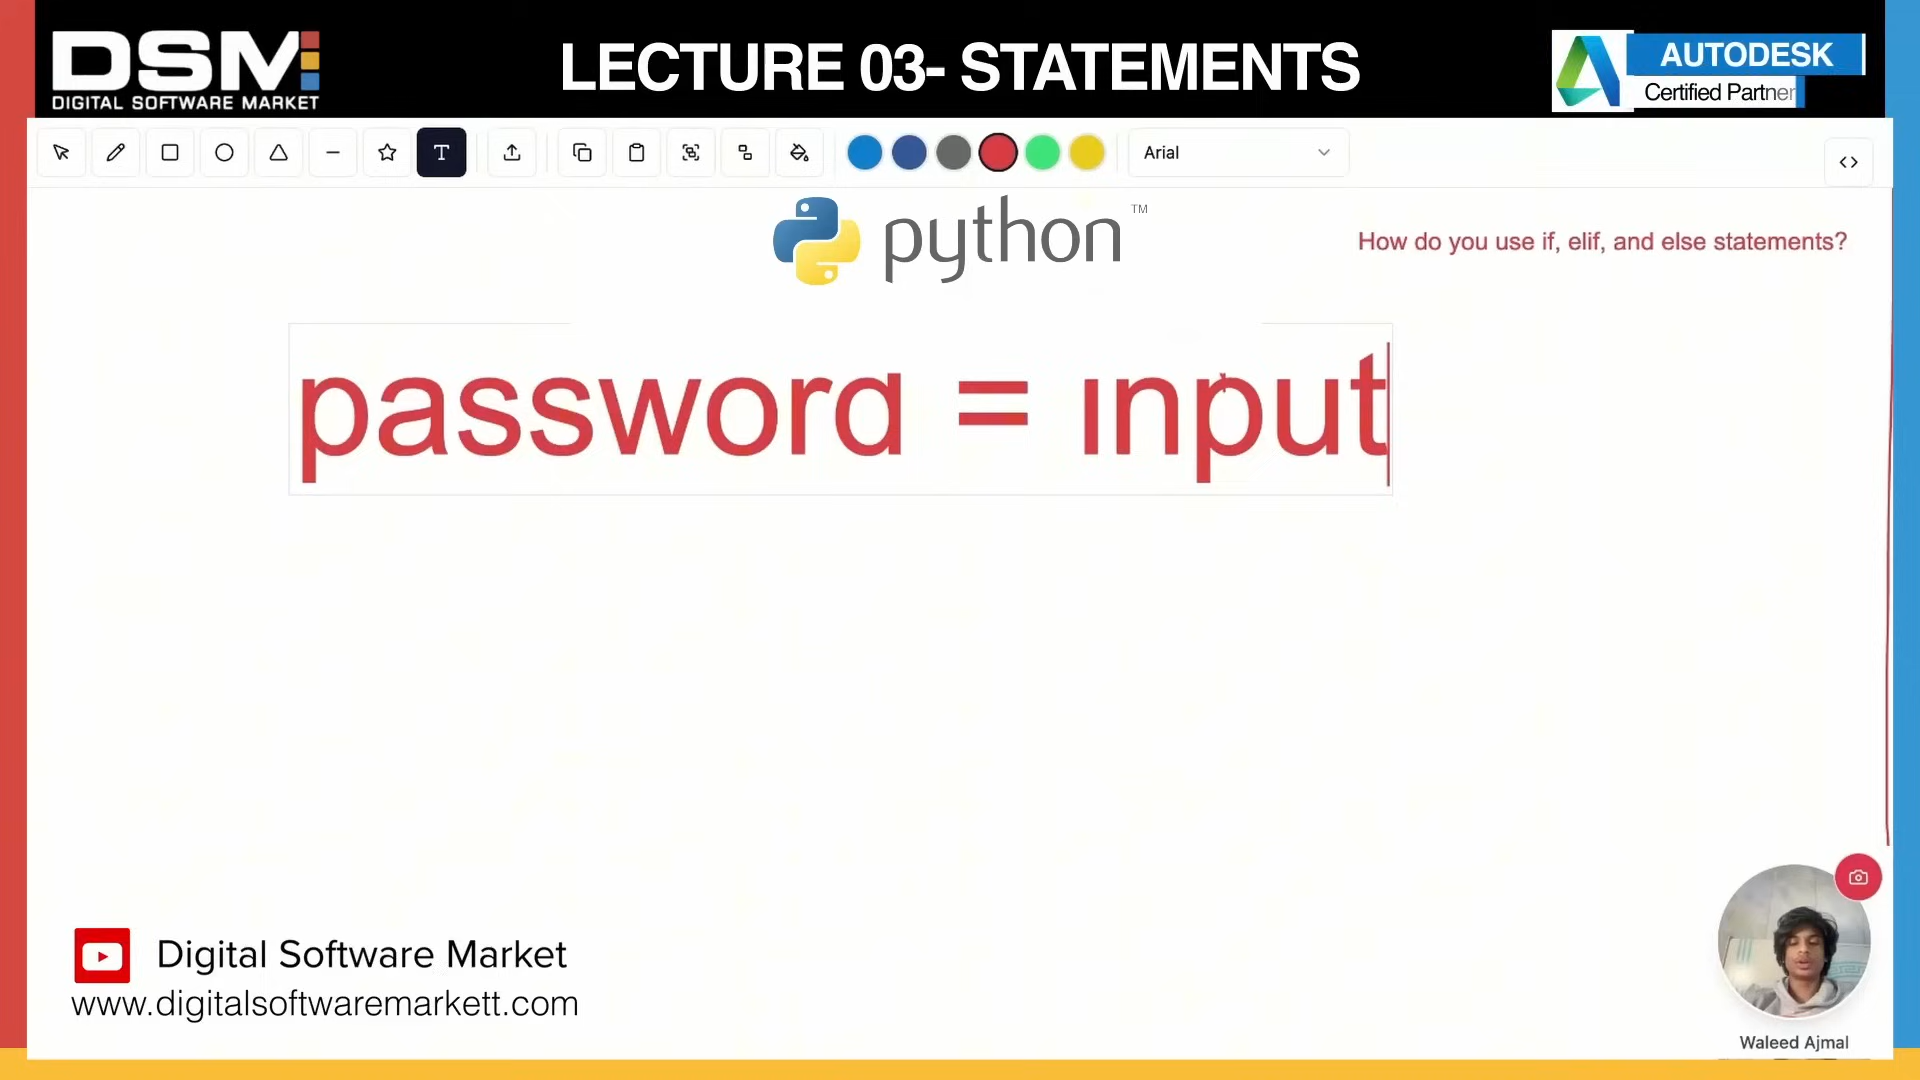 DSM
DIGITAL SOFTWARE MARKET
LECTURE 03- STATEMENTS
AUTODESK
Certified Partner
T
Arial
python
TM
How do you use if, elif, and else statements?
password = input
Digital Software Market
www.digitalsoftwaremarkett.com
Waleed Ajmal